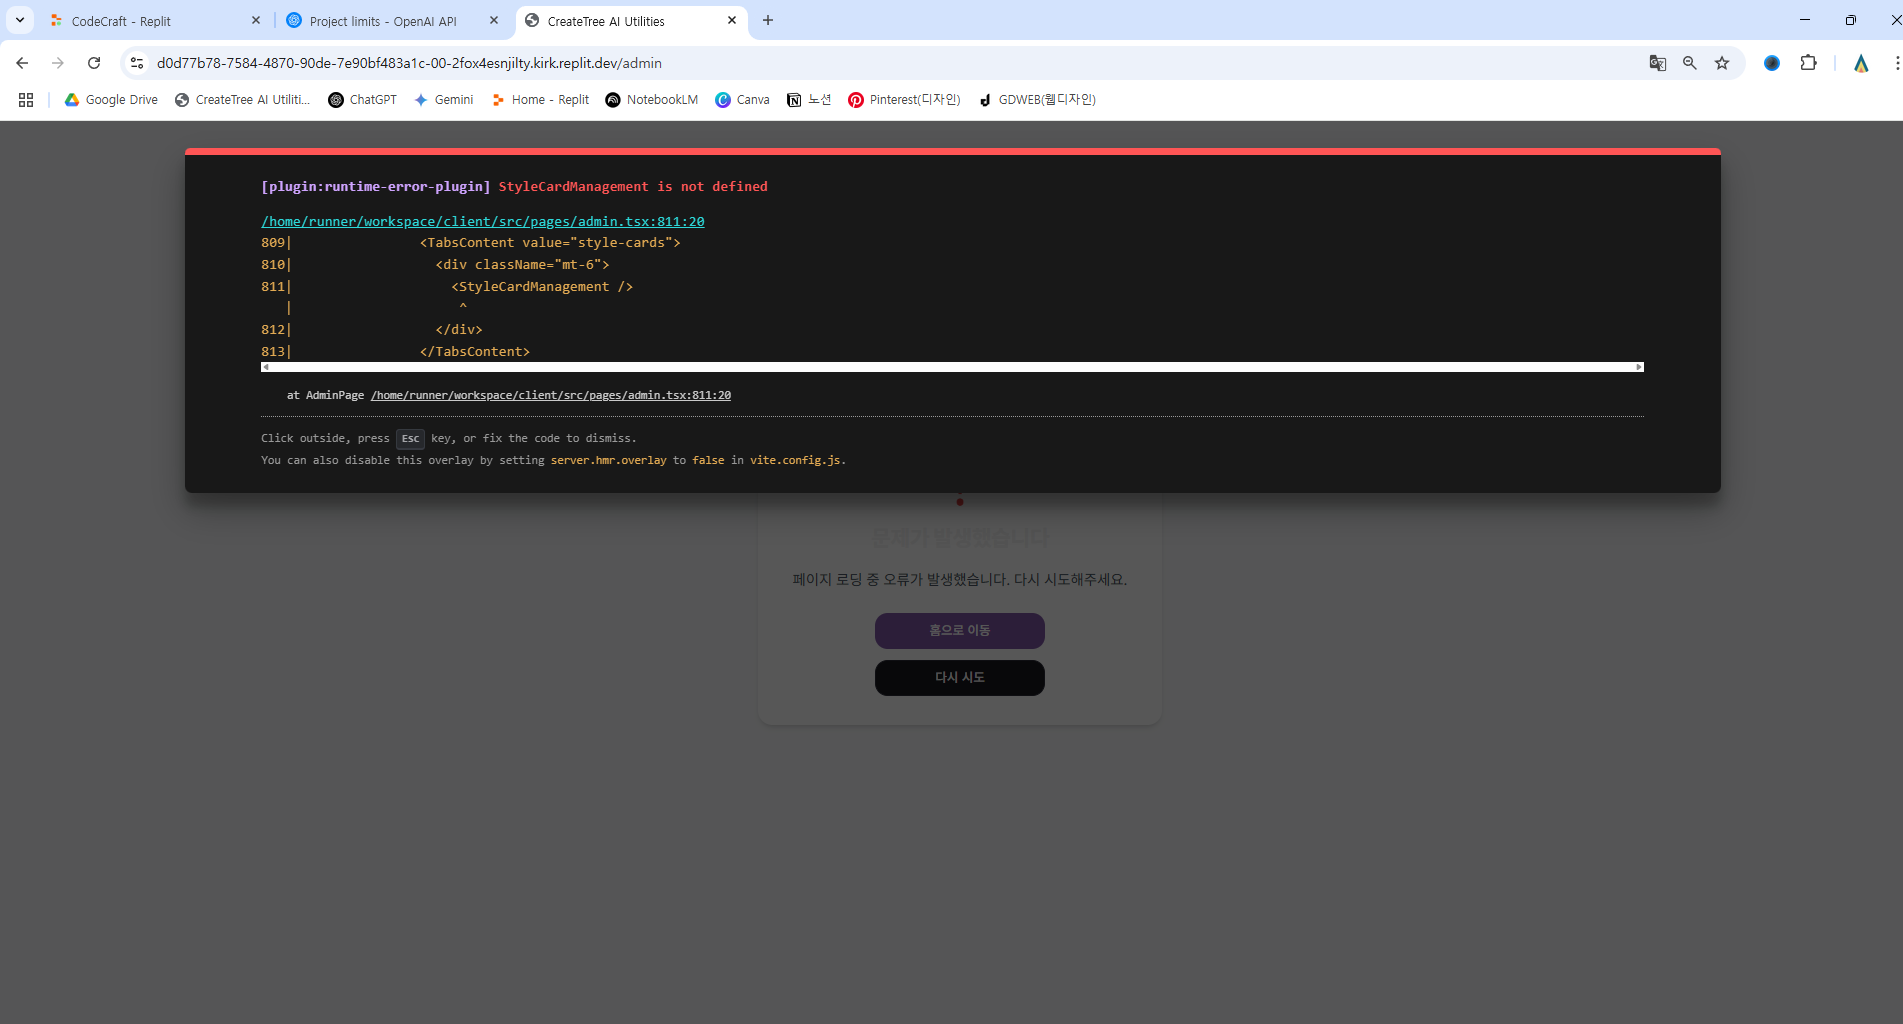 CodeCraft - Replit
Project limits - OpenAI API
CreateTree AI Utilities
d0d77b78-7584-4870-90de-7e90bf483a1c-00-2fox4esnjilty.kirk.replit.dev/admin
Google Drive
CreateTree AI Utiliti...
ChatGPT
Gemini
Home - Replit
NotebookLM
Canva
노션
Pinterest(디자인)
GDWEB(웹디자인)
[plugin:runtime-error-plugin] StyleCardManagement is not defined
/home/runner/workspace/client/src/pages/admin.tsx:811:20
809| <TabsContent value="style-cards">
810| <div className="mt-6">
811| <StyleCardManagement />
| ^
812| </div>
813| </TabsContent>
at AdminPage /home/runner/workspace/client/src/pages/admin.tsx:811:20
Click outside, press Esc key, or fix the code to dismiss.
You can also disable this overlay by setting server.hmr.overlay to false in vite.config.js.
문제가 발생했습니다
페이지 로딩 중 오류가 발생했습니다. 다시 시도해주세요.
홈으로 이동
다시 시도